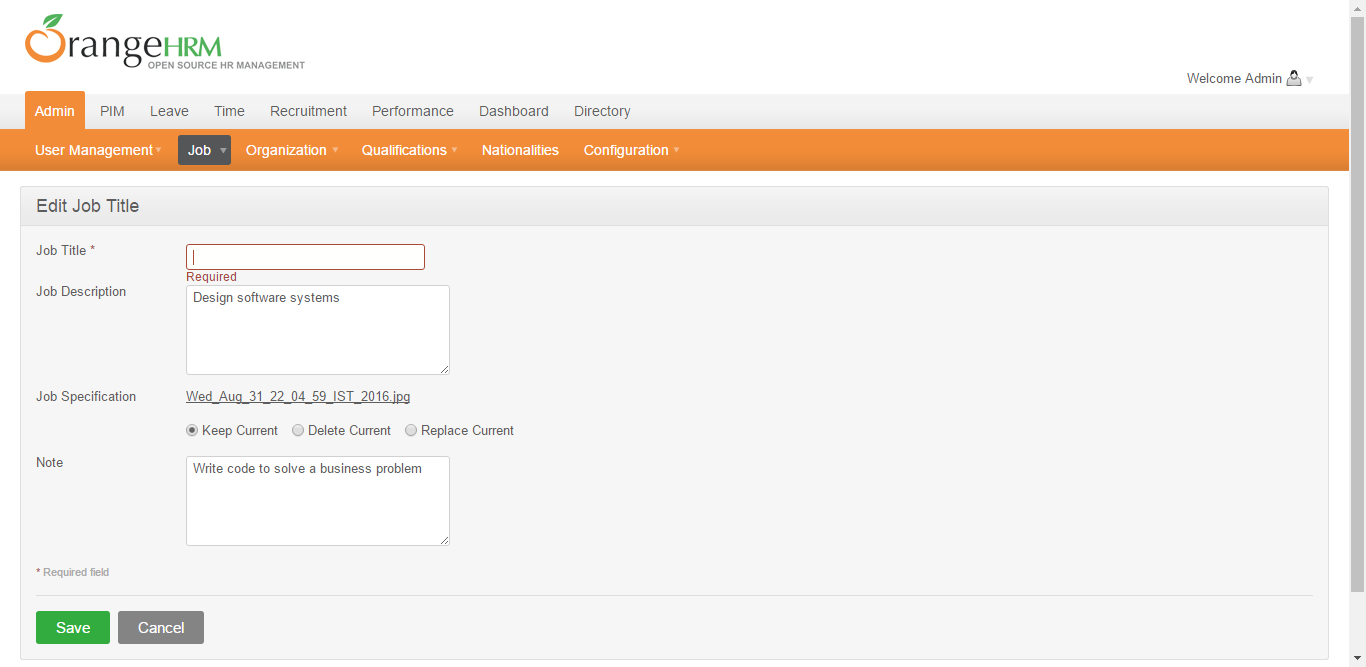 OrangeHRM
OPEN SOURCE HR MANAGEMENT
Welcome Admin
Admin PIM Leave Time Recruitment Performance Dashboard Directory
User Management Job Organization Qualifications Nationalities Configuration
Edit Job Title
Job Title *
Required
Job Description Design software systems
Job Specification Wed_Aug_31_22_04_59_IST_2016.jpg
Keep Current Delete Current Replace Current
Note Write code to solve a business problem
* Required field
Save Cancel